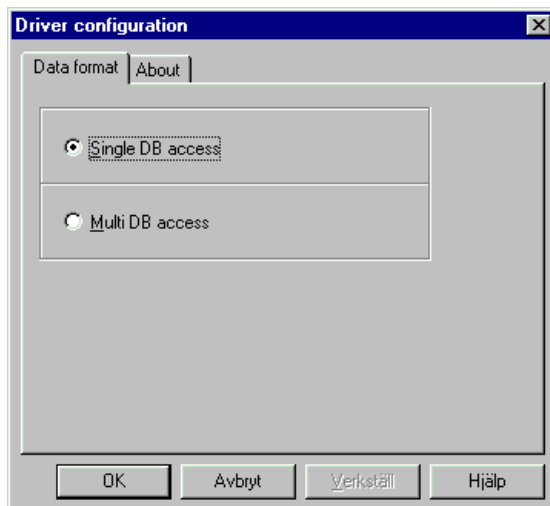 Driver configuration
Data format About
Single DB access
Multi DB access
OK Avbryt Verkställ Hjälp